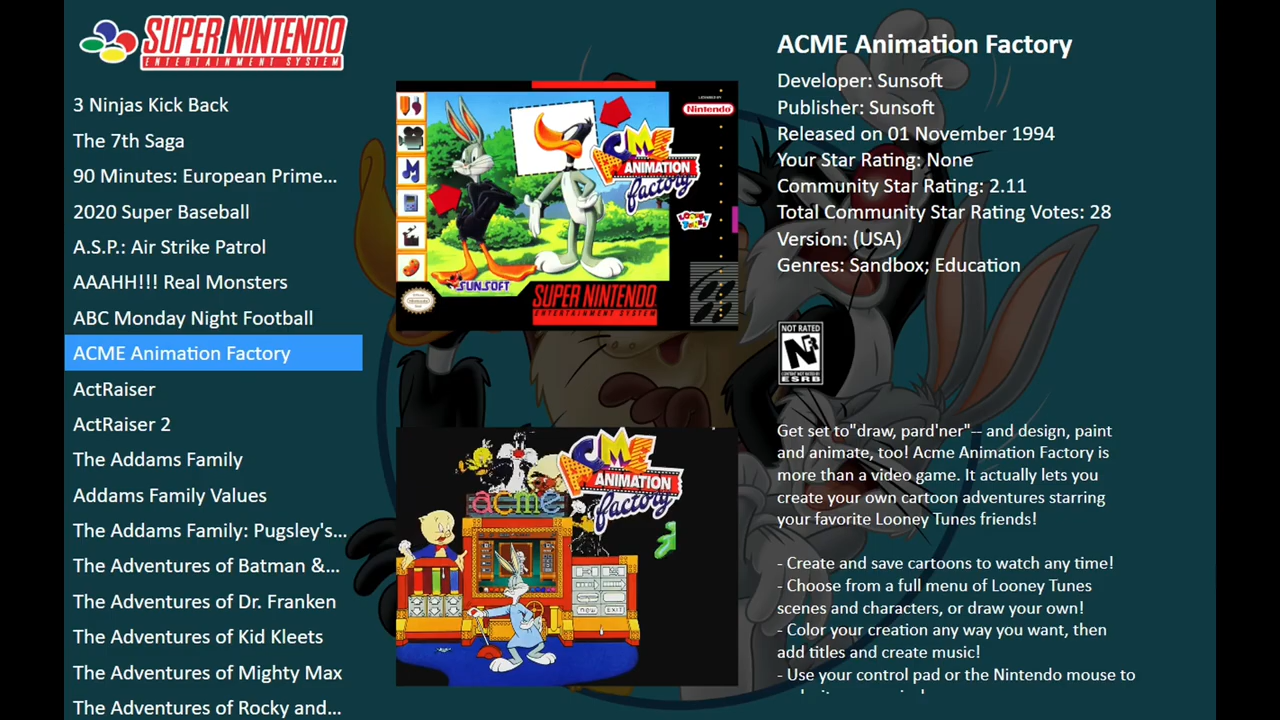 SUPER NINTENDO
ENTERTAINMENT SYSTEM
3 Ninjas Kick Back
The 7th Saga
90 Minutes: European Prime...
2020 Super Baseball
A.S.P.: Air Strike Patrol
AAAHH!!! Real Monsters
ABC Monday Night Football
ACME Animation Factory
ActRaiser
ActRaiser 2
The Addams Family
Addams Family Values
The Addams Family: Pugsley's...
The Adventures of Batman &...
The Adventures of Dr. Franken
The Adventures of Kid Kleets
The Adventures of Mighty Max
The Adventures of Rocky and...
Nintendo
ACME
ANIMATION
factory
LOONEY TUNES
SUNSOFT
SUPER NINTENDO
ENTERTAINMENT SYSTEM
ACME
ANIMATION
factory
acme
EXIT
ACME Animation Factory
Developer: Sunsoft
Publisher: Sunsoft
Released on 01 November 1994
Your Star Rating: None
Community Star Rating: 2.11
Total Community Star Rating Votes: 28
Version: (USA)
Genres: Sandbox; Education
NOT RATED
NR
ESRB
Get set to"draw, pard'ner"-- and design, paint
and animate, too! Acme Animation Factory is
more than a video game. It actually lets you
create your own cartoon adventures starring
your favorite Looney Tunes friends!
- Create and save cartoons to watch any time!
- Choose from a full menu of Looney Tunes
scenes and characters, or draw your own!
- Color your creation any way you want, then
add titles and create music!
- Use your control pad or the Nintendo mouse to